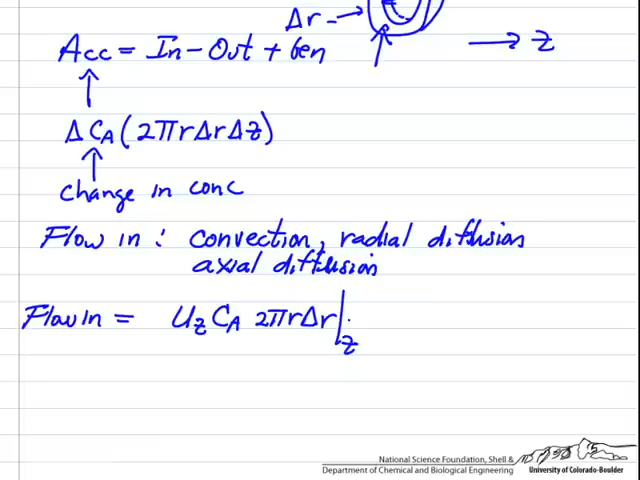 Δr →
Acc = In - Out + Gen
→ z
Δ C_A (2πrΔrΔz)
change in conc
Flow in : convection, radial diffusion
axial diffusion
Flow in = U_z C_A 2πrΔr|_z
National Science Foundation, Shell &
Department of Chemical and Biological Engineering
University of Colorado-Boulder